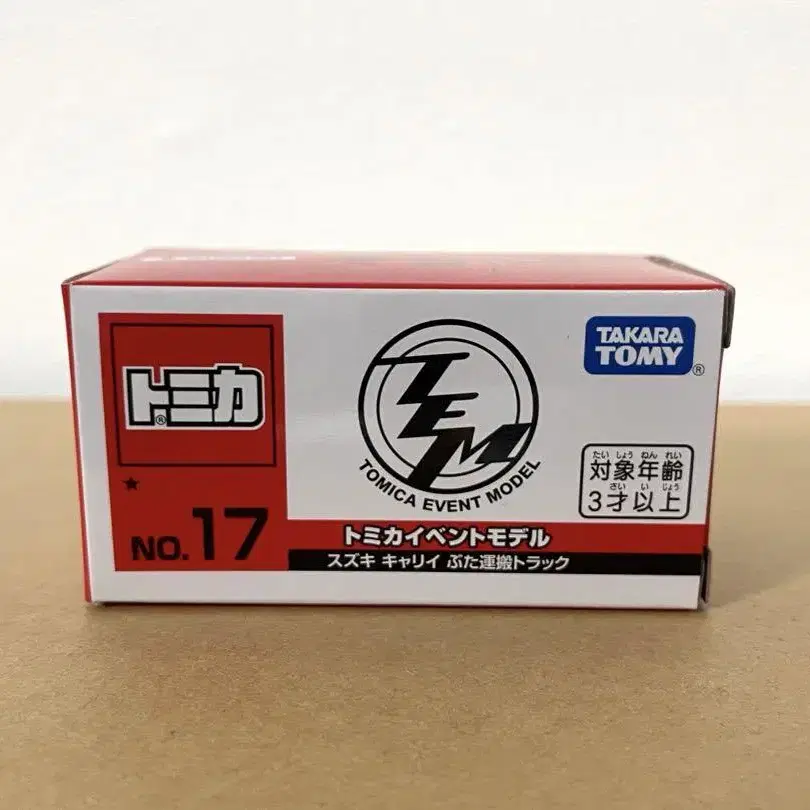 トミカ®
★
NO. 17
TEM
TOMICA EVENT MODEL
トミカイベントモデル
スズキ キャリイ ぶた運搬トラック
TAKARA TOMY ®
たい しょう ねん れい
対象年齢
さい い じょう
3才以上